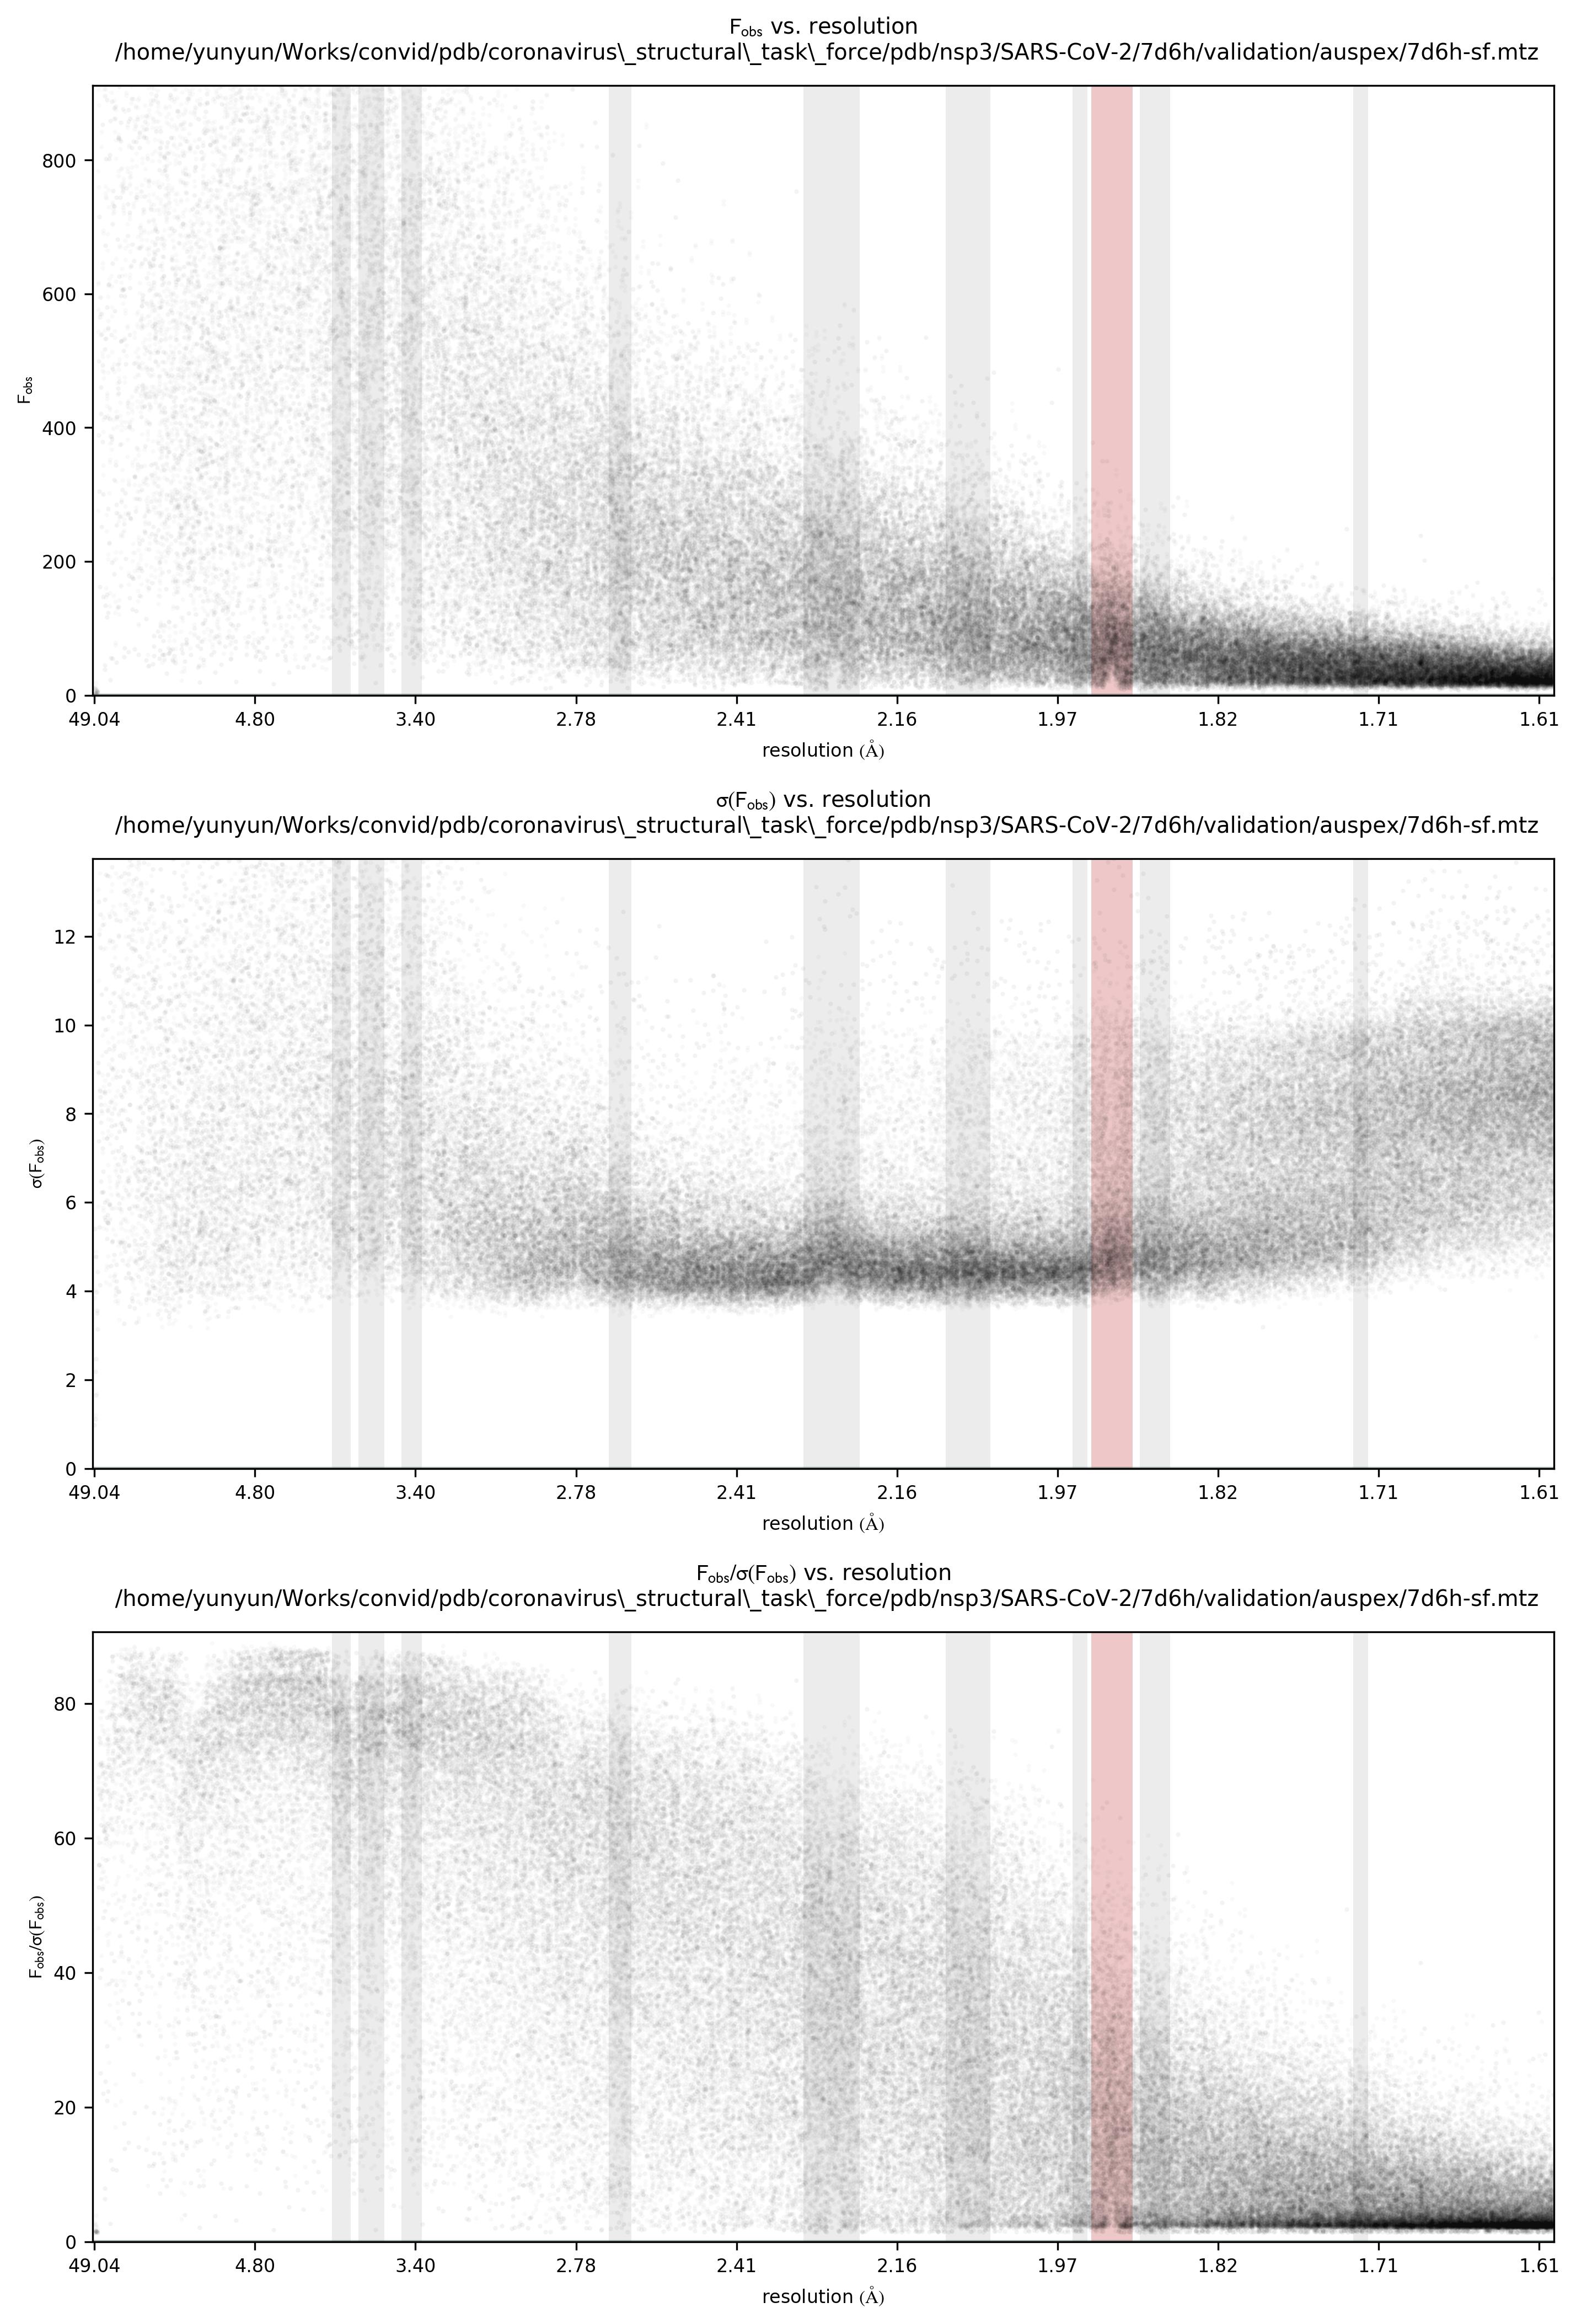 Fobs vs. resolution
/home/yunyun/Works/convid/pdb/coronavirus\_structural\_task\_force/pdb/nsp3/SARS-CoV-2/7d6h/validation/auspex/7d6h-sf.mtz
800
600
400
200
0
Fobs
49.04 4.80 3.40 2.78 2.41 2.16 1.97 1.82 1.71 1.61
resolution (Å)
σ(Fobs) vs. resolution
/home/yunyun/Works/convid/pdb/coronavirus\_structural\_task\_force/pdb/nsp3/SARS-CoV-2/7d6h/validation/auspex/7d6h-sf.mtz
12
10
8
6
4
2
0
σ(Fobs)
49.04 4.80 3.40 2.78 2.41 2.16 1.97 1.82 1.71 1.61
resolution (Å)
Fobs/σ(Fobs) vs. resolution
/home/yunyun/Works/convid/pdb/coronavirus\_structural\_task\_force/pdb/nsp3/SARS-CoV-2/7d6h/validation/auspex/7d6h-sf.mtz
80
60
40
20
0
Fobs/σ(Fobs)
49.04 4.80 3.40 2.78 2.41 2.16 1.97 1.82 1.71 1.61
resolution (Å)